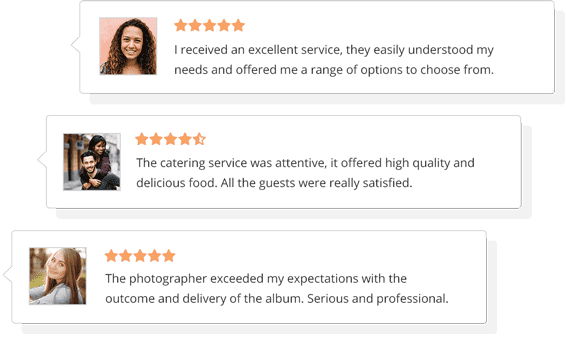 I received an excellent service, they easily understood my
needs and offered me a range of options to choose from.
The catering service was attentive, it offered high quality and
delicious food. All the guests were really satisfied.
The photographer exceeded my expectations with the
outcome and delivery of the album. Serious and professional.